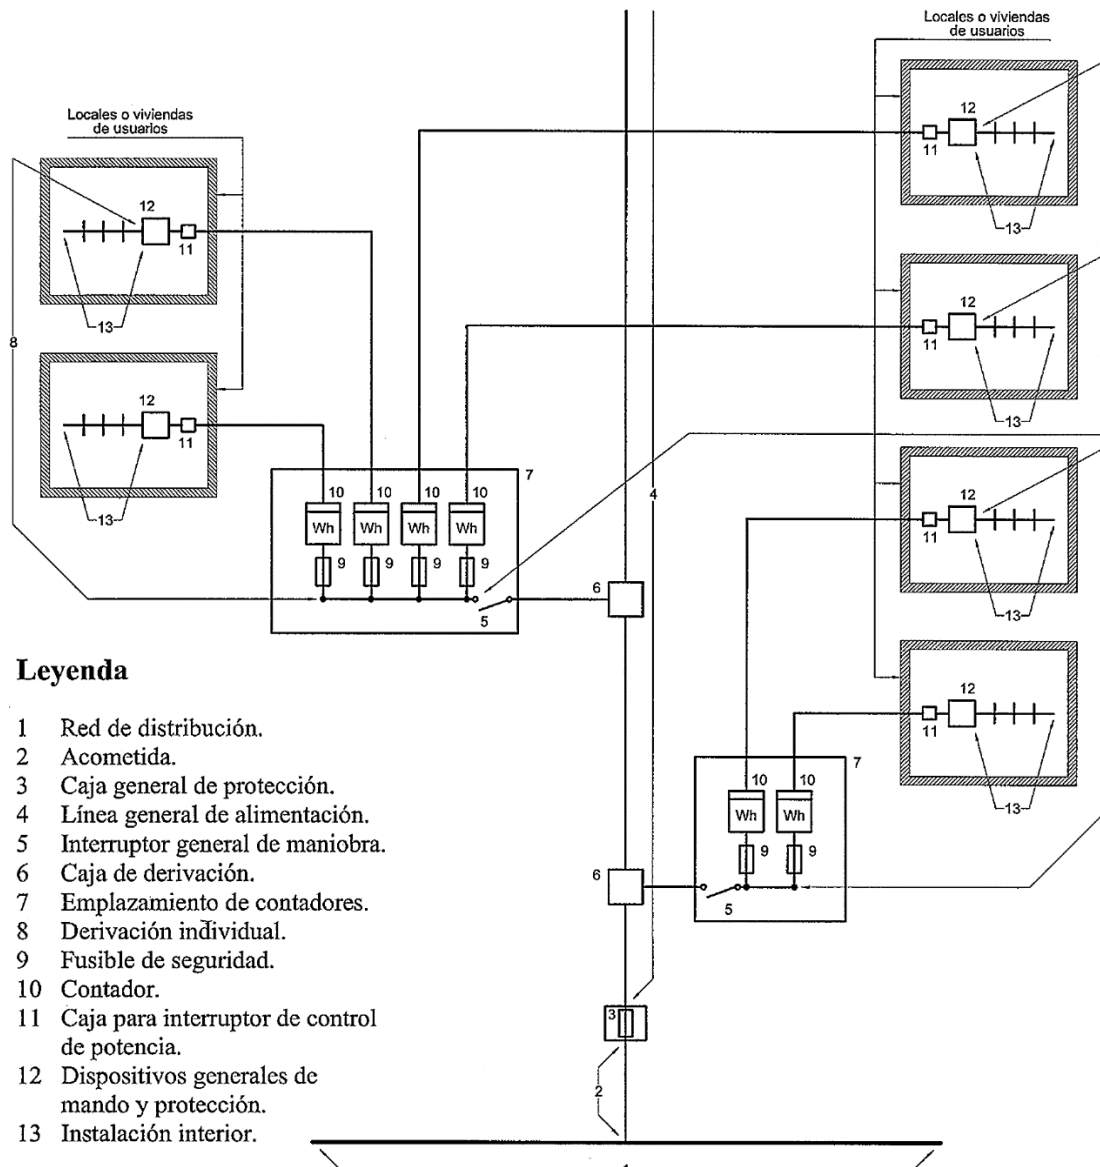 Locales o viviendas
de usuarios
12
11
13
Locales o viviendas
de usuarios
12
11
13
8
12
11
13
12
11
13
7
4
10
10
10
10
Wh
Wh
Wh
Wh
9
9
9
9
5
6
12
11
13
12
11
13
7
10
10
Wh
Wh
9
9
6
5
3
2
Leyenda
1 Red de distribución.
2 Acometida.
3 Caja general de protección.
4 Línea general de alimentación.
5 Interruptor general de maniobra.
6 Caja de derivación.
7 Emplazamiento de contadores.
8 Derivación individual.
9 Fusible de seguridad.
10 Contador.
11 Caja para interruptor de control
de potencia.
12 Dispositivos generales de
mando y protección.
13 Instalación interior.